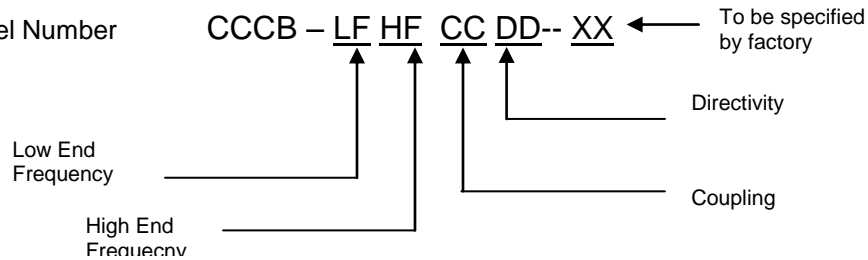 el Number CCCB – LF HF CC DD-- XX
To be specified
by factory
Directivity
Low End
Frequency
Coupling
High End
Frequecny